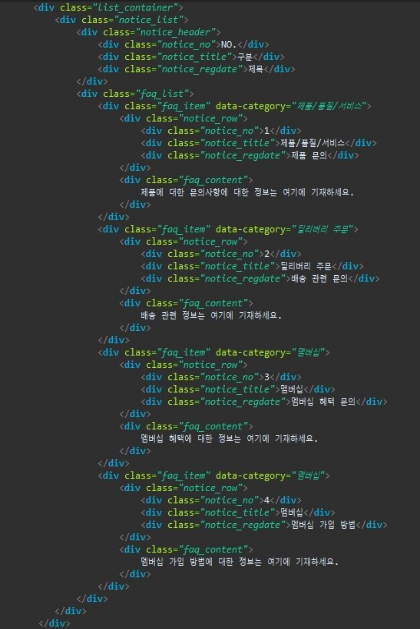 <div class="list_container">
<div class="notice_list">
<div class="notice_header">
<div class="notice_no">NO.</div>
<div class="notice_title">구분</div>
<div class="notice_regdate">제목</div>
</div>
<div class="faq_list">
<div class="faq_item" data-category="제품/품질/서비스">
<div class="notice_row">
<div class="notice_no">1</div>
<div class="notice_title">제품/품질/서비스</div>
<div class="notice_regdate">제품 문의</div>
</div>
<div class="faq_content">
제품에 대한 문의사항에 대한 정보는 여기에 기재하세요.
</div>
</div>
<div class="faq_item" data-category="딜리버리 주문">
<div class="notice_row">
<div class="notice_no">2</div>
<div class="notice_title">딜리버리 주문</div>
<div class="notice_regdate">배송 관련 문의</div>
</div>
<div class="faq_content">
배송 관련 정보는 여기에 기재하세요.
</div>
</div>
<div class="faq_item" data-category="멤버십">
<div class="notice_row">
<div class="notice_no">3</div>
<div class="notice_title">멤버십</div>
<div class="notice_regdate">멤버십 혜택 문의</div>
</div>
<div class="faq_content">
멤버십 혜택에 대한 정보는 여기에 기재하세요.
</div>
</div>
<div class="faq_item" data-category="멤버십">
<div class="notice_row">
<div class="notice_no">4</div>
<div class="notice_title">멤버십</div>
<div class="notice_regdate">멤버십 가입 방법</div>
</div>
<div class="faq_content">
멤버십 가입 방법에 대한 정보는 여기에 기재하세요.
</div>
</div>
</div>
</div>
</div>